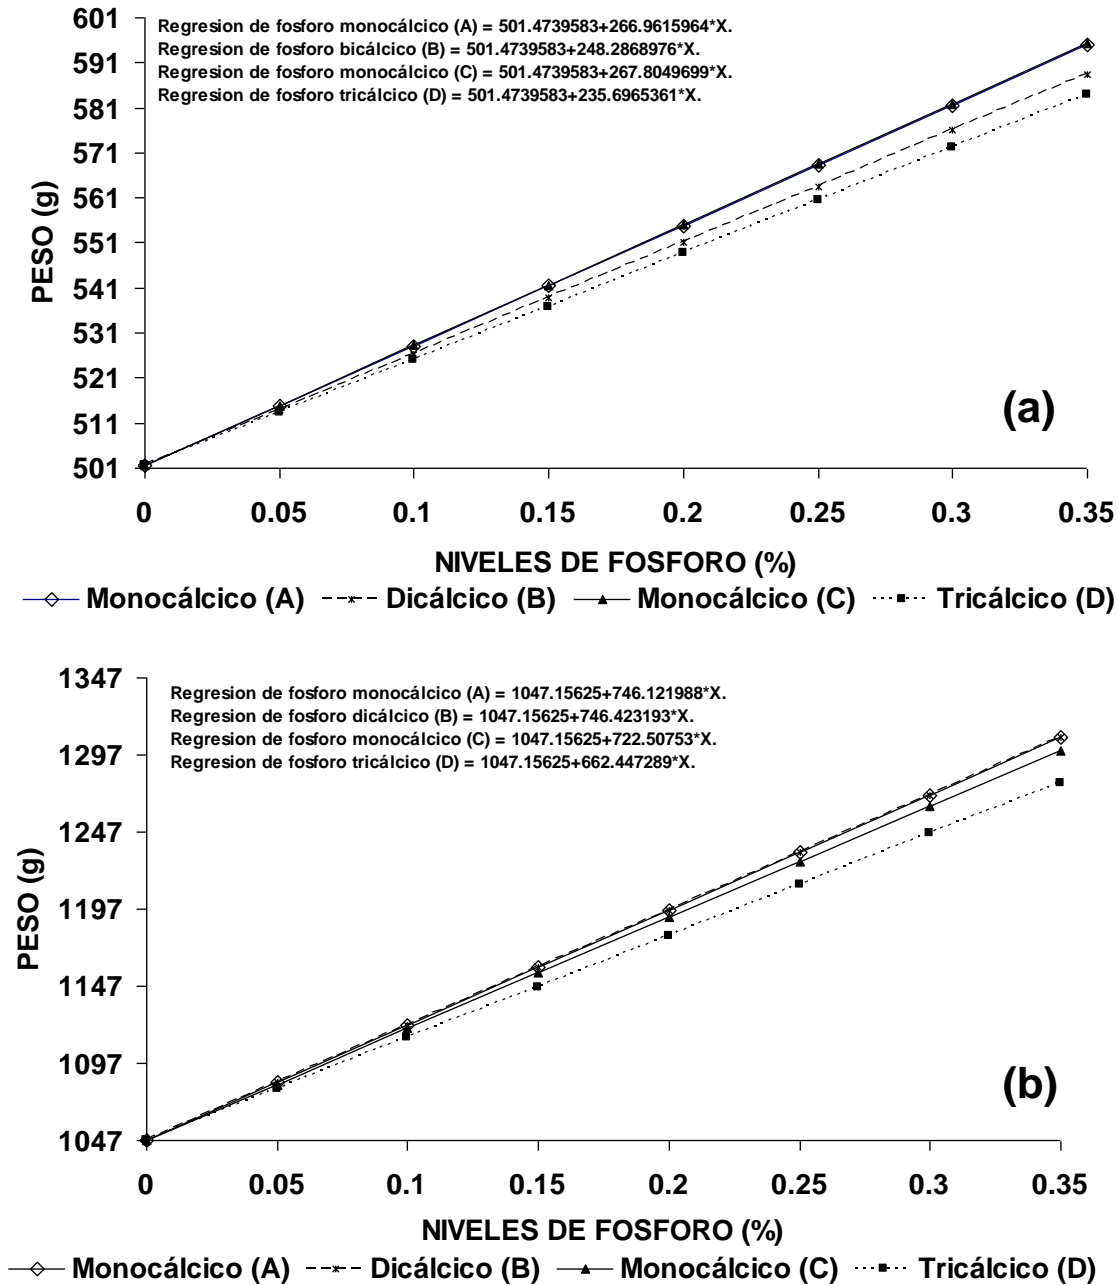 601
591
581
571
561
551
541
531
521
511
501
PESO (g)
Regresion de fosforo monocálcico (A) = 501.4739583+266.9615964*X.
Regresion de fosforo bicálcico (B) = 501.4739583+248.2868976*X.
Regresion de fosforo monocálcico (C) = 501.4739583+267.8049699*X.
Regresion de fosforo tricálcico (D) = 501.4739583+235.6965361*X.
(a)
0 0.05 0.1 0.15 0.2 0.25 0.3 0.35
NIVELES DE FOSFORO (%)
Monocálcico (A) Dicálcico (B) Monocálcico (C) Tricálcico (D)
1347
1297
1247
1197
1147
1097
1047
PESO (g)
Regresion de fosforo monocálcico (A) = 1047.15625+746.121988*X.
Regresion de fosforo dicálcico (B) = 1047.15625+746.423193*X.
Regresion de fosforo monocálcico (C) = 1047.15625+722.50753*X.
Regresion de fosforo tricálcico (D) = 1047.15625+662.447289*X.
(b)
0 0.05 0.1 0.15 0.2 0.25 0.3 0.35
NIVELES DE FOSFORO (%)
Monocálcico (A) Dicálcico (B) Monocálcico (C) Tricálcico (D)